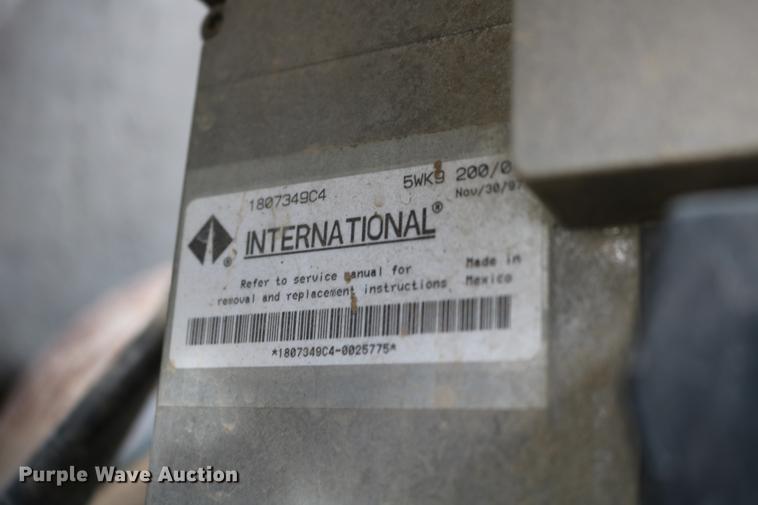 1807349C4 5WK9 200/0
Nov/30/97
INTERNATIONAL®
®
Refer to service manual for
removal and replacement instructions
Made in
Mexico
*1807349C4-0025775*
Purple Wave Auction